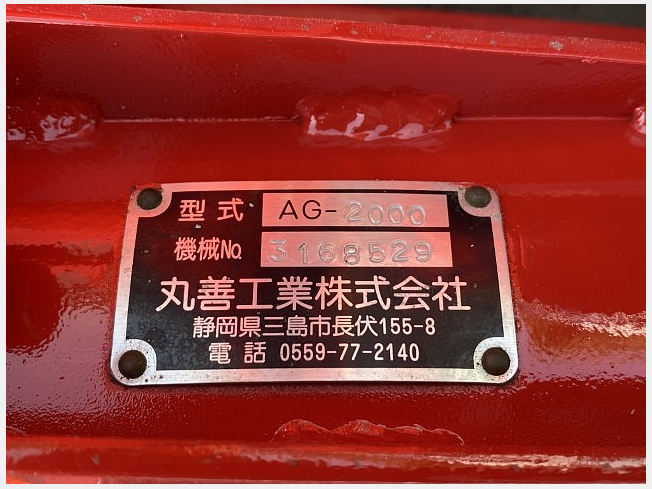 型式 AG-2000
機械No. 3168529
丸善工業株式会社
静岡県三島市長伏155-8
電話 0559-77-2140